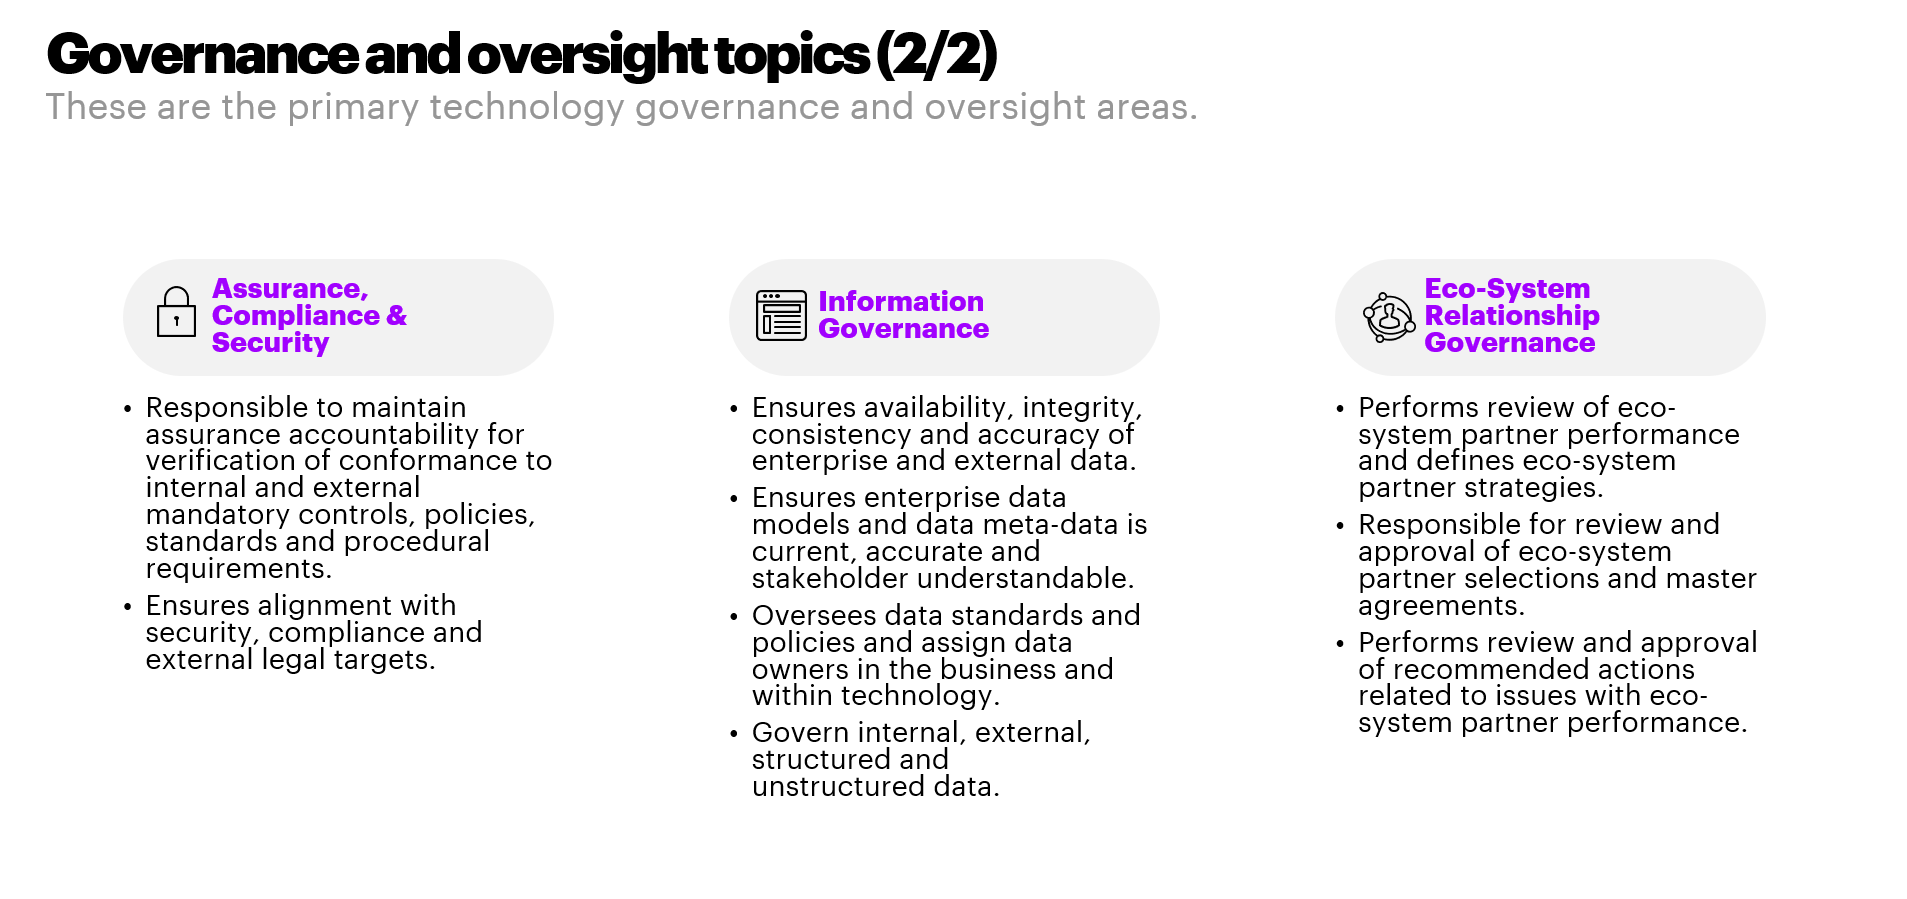 Governance and oversight topics (2/2)
These are the primary technology governance and oversight areas.
Assurance,
Compliance &
Security
• Responsible to maintain
assurance accountability for
verification of conformance to
internal and external
mandatory controls, policies,
standards and procedural
requirements.
• Ensures alignment with
security, compliance and
external legal targets.
Information
Governance
• Ensures availability, integrity,
consistency and accuracy of
enterprise and external data.
• Ensures enterprise data
models and data meta-data is
current, accurate and
stakeholder understandable.
• Oversees data standards and
policies and assign data
owners in the business and
within technology.
• Govern internal, external,
structured and
unstructured data.
Eco-System
Relationship
Governance
• Performs review of eco-
system partner performance
and defines eco-system
partner strategies.
• Responsible for review and
approval of eco-system
partner selections and master
agreements.
• Performs review and approval
of recommended actions
related to issues with eco-
system partner performance.